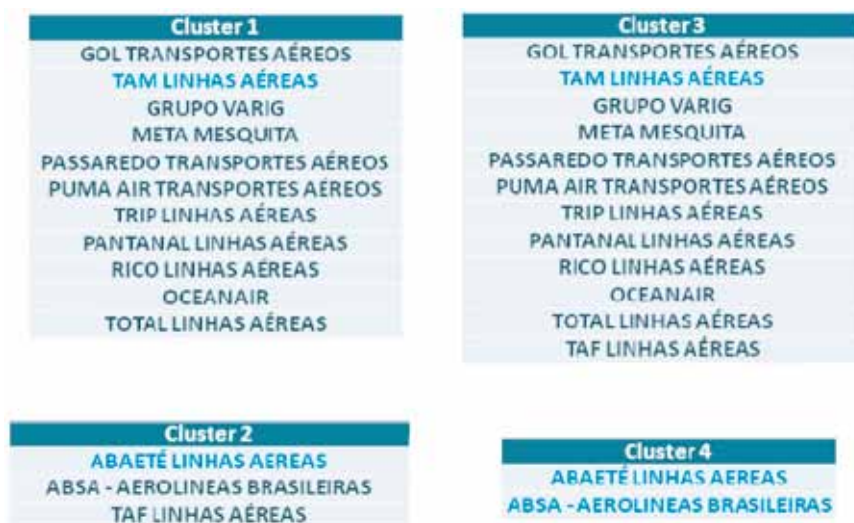 Cluster 1
GOL TRANSPORTES AÉREOS
TAM LINHAS AÉREAS
GRUPO VARIG
META MESQUITA
PASSAREDO TRANSPORTES AÉREOS
PUMA AIR TRANSPORTES AÉREOS
TRIP LINHAS AÉREAS
PANTANAL LINHAS AÉREAS
RICO LINHAS AÉREAS
OCEANAIR
TOTAL LINHAS AÉREAS
Cluster 3
GOL TRANSPORTES AÉREOS
TAM LINHAS AÉREAS
GRUPO VARIG
META MESQUITA
PASSAREDO TRANSPORTES AÉREOS
PUMA AIR TRANSPORTES AÉREOS
TRIP LINHAS AÉREAS
PANTANAL LINHAS AÉREAS
RICO LINHAS AÉREAS
OCEANAIR
TOTAL LINHAS AÉREAS
TAF LINHAS AÉREAS
Cluster 2
ABAETÉ LINHAS AEREAS
ABSA - AEROLINEAS BRASILEIRAS
TAF LINHAS AÉREAS
Cluster 4
ABAETÉ LINHAS AEREAS
ABSA - AEROLINEAS BRASILEIRAS